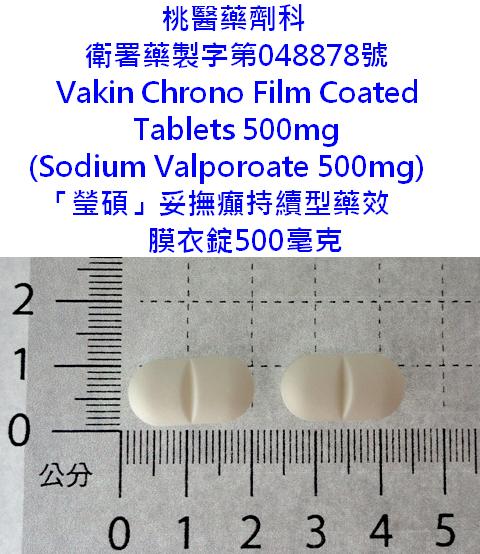 桃醫藥劑科
衛署藥製字第048878號
Vakin Chrono Film Coated
Tablets 500mg
(Sodium Valporoate 500mg)
「瑩碩」妥撫癲持續型藥效
膜衣錠500毫克
2
1
0
公分
0 1 2 3 4 5